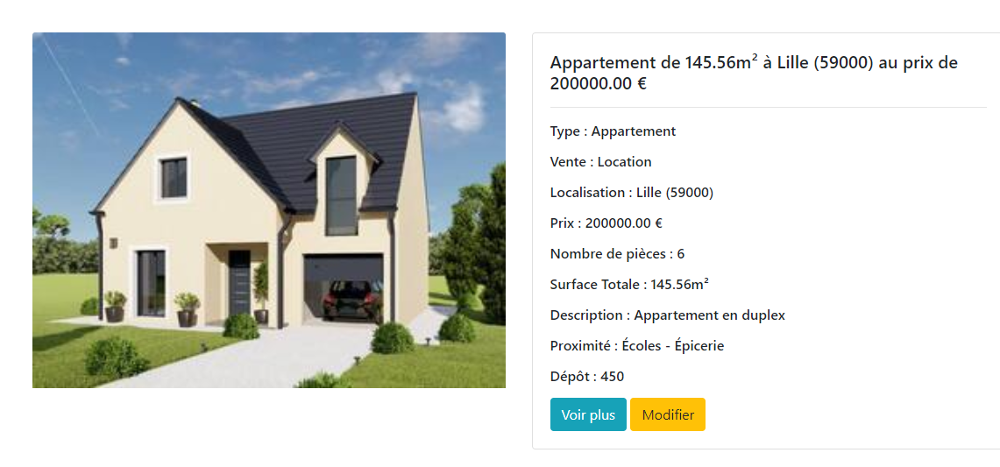 Appartement de 145.56m² à Lille (59000) au prix de
200000.00 €
Type : Appartement
Vente : Location
Localisation : Lille (59000)
Prix : 200000.00 €
Nombre de pièces : 6
Surface Totale : 145.56m²
Description : Appartement en duplex
Proximité : Écoles - Épicerie
Dépôt : 450
Voir plus Modifier